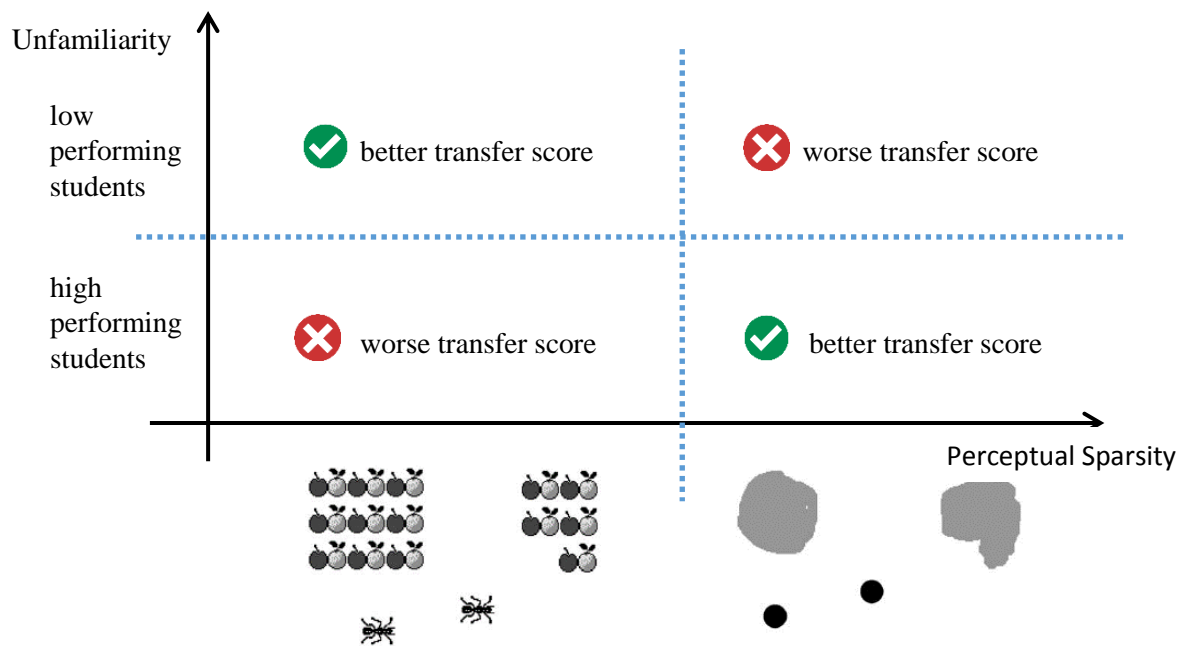 Unfamiliarity
low
performing
students
better transfer score
worse transfer score
high
performing
students
worse transfer score
better transfer score
Perceptual Sparsity